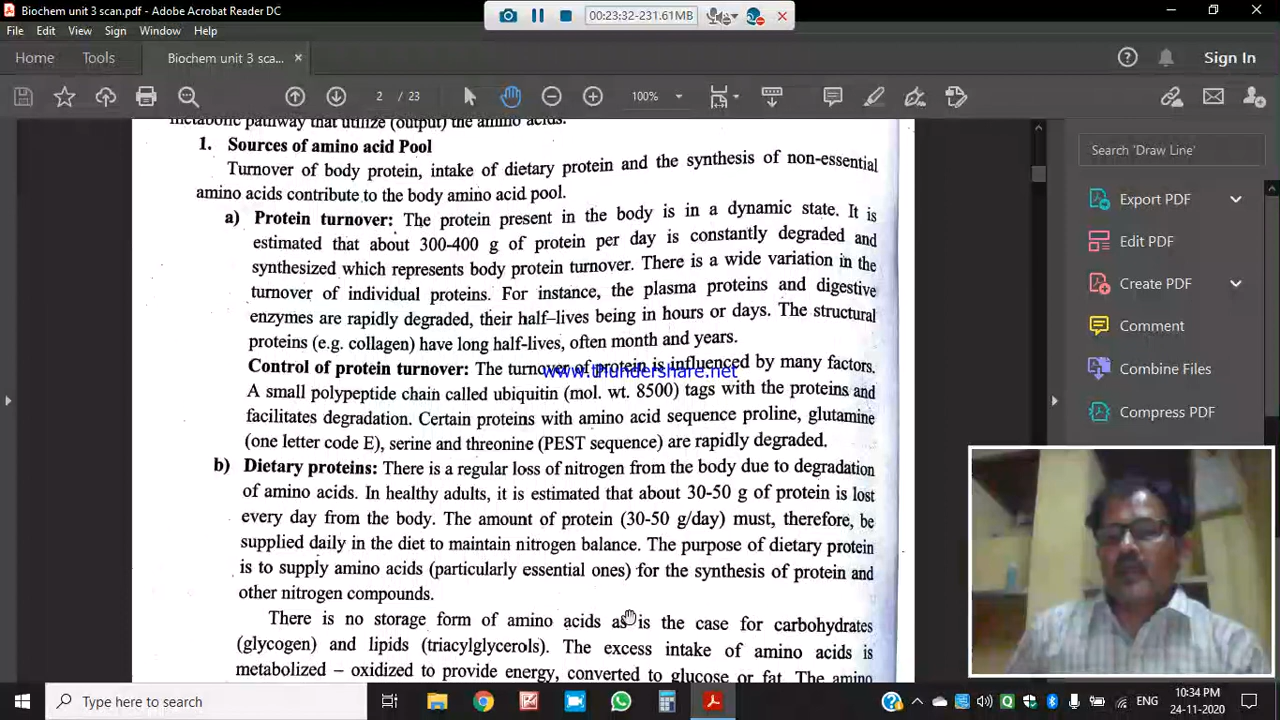 Biochem unit 3 scan.pdf - Adobe Acrobat Reader DC
00:23:32-231.61MB
File Edit View Sign Window Help
Home Tools Biochem unit 3 sca... × Sign In
2 / 23 100%
metabolic pathway that utilize (output) the amino acids.
1. Sources of amino acid Pool
Turnover of body protein, intake of dietary protein and the synthesis of non-essential
amino acids contribute to the body amino acid pool.
a) Protein turnover: The protein present in the body is in a dynamic state. It is
estimated that about 300-400 g of protein per day is constantly degraded and
synthesized which represents body protein turnover. There is a wide variation in the
turnover of individual proteins. For instance, the plasma proteins and digestive
enzymes are rapidly degraded, their half–lives being in hours or days. The structural
proteins (e.g. collagen) have long half-lives, often month and years.
Control of protein turnover: The turnover of protein is influenced by many factors.
www.thundershare.net
A small polypeptide chain called ubiquitin (mol. wt. 8500) tags with the proteins and
facilitates degradation. Certain proteins with amino acid sequence proline, glutamine
(one letter code E), serine and threonine (PEST sequence) are rapidly degraded.
b) Dietary proteins: There is a regular loss of nitrogen from the body due to degradation
of amino acids. In healthy adults, it is estimated that about 30-50 g of protein is lost
every day from the body. The amount of protein (30-50 g/day) must, therefore, be
supplied daily in the diet to maintain nitrogen balance. The purpose of dietary protein
is to supply amino acids (particularly essential ones) for the synthesis of protein and
other nitrogen compounds.
There is no storage form of amino acids as is the case for carbohydrates
(glycogen) and lipids (triacylglycerols). The excess intake of amino acids is
metabolized – oxidized to provide energy, converted to glucose or fat. The amino
Search 'Draw Line'
Export PDF
Edit PDF
Create PDF
Comment
Combine Files
Compress PDF
Type here to search
ENG
10:34 PM
24-11-2020